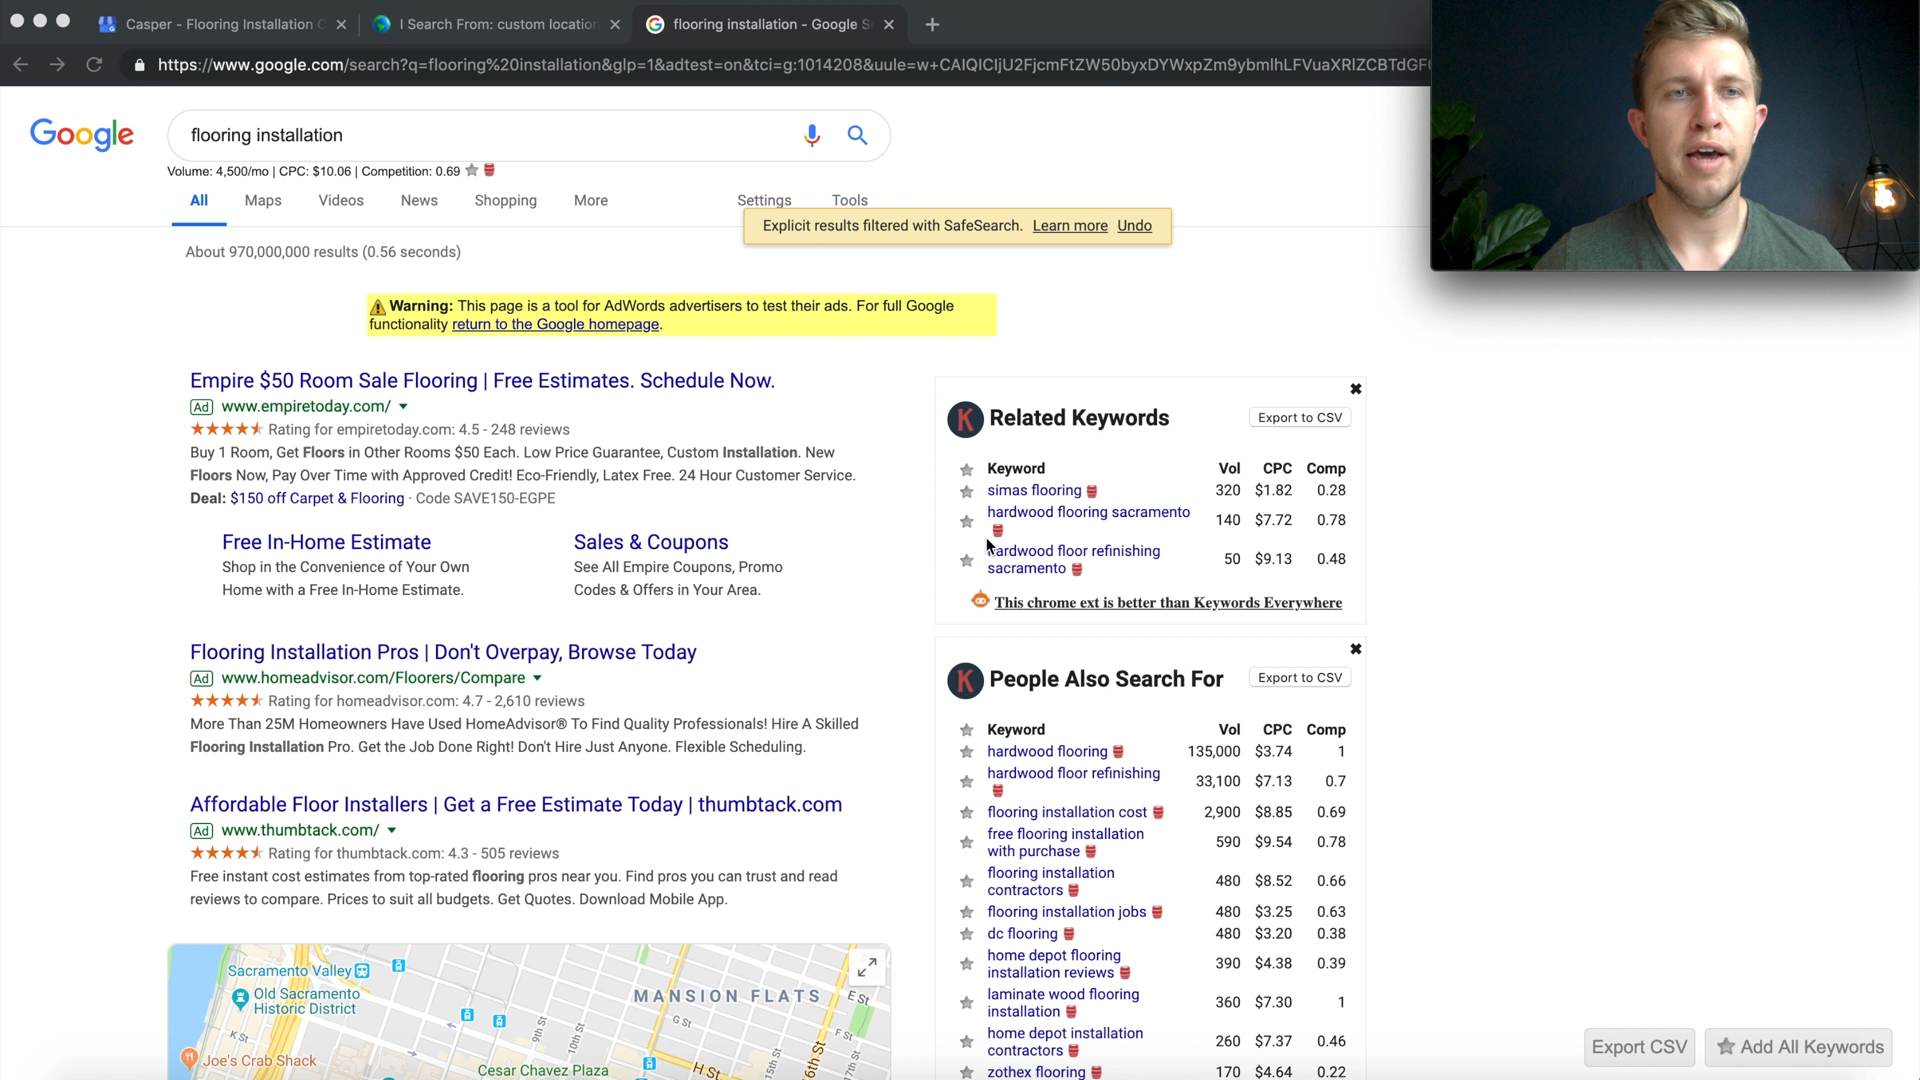 Casper - Flooring Installation C
I Search From: custom location
flooring installation - Google Se
https://www.google.com/search?q=flooring%20installation&glp=1&adtest=on&tci=g:1014208&uule=w+CAIQICIjU2FjcmFtZW50byxDYWxpZm9ybmlhLFVuaXRlZCBTdGF
Google
flooring installation
Volume: 4,500/mo | CPC: $10.06 | Competition: 0.69
All Maps Videos News Shopping More Settings Tools
Explicit results filtered with SafeSearch. Learn more Undo
About 970,000,000 results (0.56 seconds)
Warning: This page is a tool for AdWords advertisers to test their ads. For full Google
functionality return to the Google homepage.
Empire $50 Room Sale Flooring | Free Estimates. Schedule Now.
Ad www.empiretoday.com/
Rating for empiretoday.com: 4.5 - 248 reviews
Buy 1 Room, Get Floors in Other Rooms $50 Each. Low Price Guarantee, Custom Installation. New
Floors Now, Pay Over Time with Approved Credit! Eco-Friendly, Latex Free. 24 Hour Customer Service.
Deal: $150 off Carpet & Flooring · Code SAVE150-EGPE
Free In-Home Estimate
Shop in the Convenience of Your Own
Home with a Free In-Home Estimate.
Sales & Coupons
See All Empire Coupons, Promo
Codes & Offers in Your Area.
Flooring Installation Pros | Don't Overpay, Browse Today
Ad www.homeadvisor.com/Floorers/Compare
Rating for homeadvisor.com: 4.7 - 2,610 reviews
More Than 25M Homeowners Have Used HomeAdvisor® To Find Quality Professionals! Hire A Skilled
Flooring Installation Pro. Get the Job Done Right! Don't Hire Just Anyone. Flexible Scheduling.
Affordable Floor Installers | Get a Free Estimate Today | thumbtack.com
Ad www.thumbtack.com/
Rating for thumbtack.com: 4.3 - 505 reviews
Free instant cost estimates from top-rated flooring pros near you. Find pros you can trust and read
reviews to compare. Prices to suit all budgets. Get Quotes. Download Mobile App.
Sacramento Valley
Old Sacramento
Historic District
MANSION FLATS
E St
G St
F St
K St
9th St
10th St
H St
15th St
16th St
17th St
Joe's Crab Shack
Cesar Chavez Plaza
K Related Keywords Export to CSV
Keyword Vol CPC Comp
simas flooring 320 $1.82 0.28
hardwood flooring sacramento 140 $7.72 0.78
hardwood floor refinishing
sacramento 50 $9.13 0.48
This chrome ext is better than Keywords Everywhere
K People Also Search For Export to CSV
Keyword Vol CPC Comp
hardwood flooring 135,000 $3.74 1
hardwood floor refinishing 33,100 $7.13 0.7
flooring installation cost 2,900 $8.85 0.69
free flooring installation
with purchase 590 $9.54 0.78
flooring installation
contractors 480 $8.52 0.66
flooring installation jobs 480 $3.25 0.63
dc flooring 480 $3.20 0.38
home depot flooring
installation reviews 390 $4.38 0.39
laminate wood flooring
installation 360 $7.30 1
home depot installation
contractors 260 $7.37 0.46
zothex flooring 170 $4.64 0.22
Export CSV
Add All Keywords